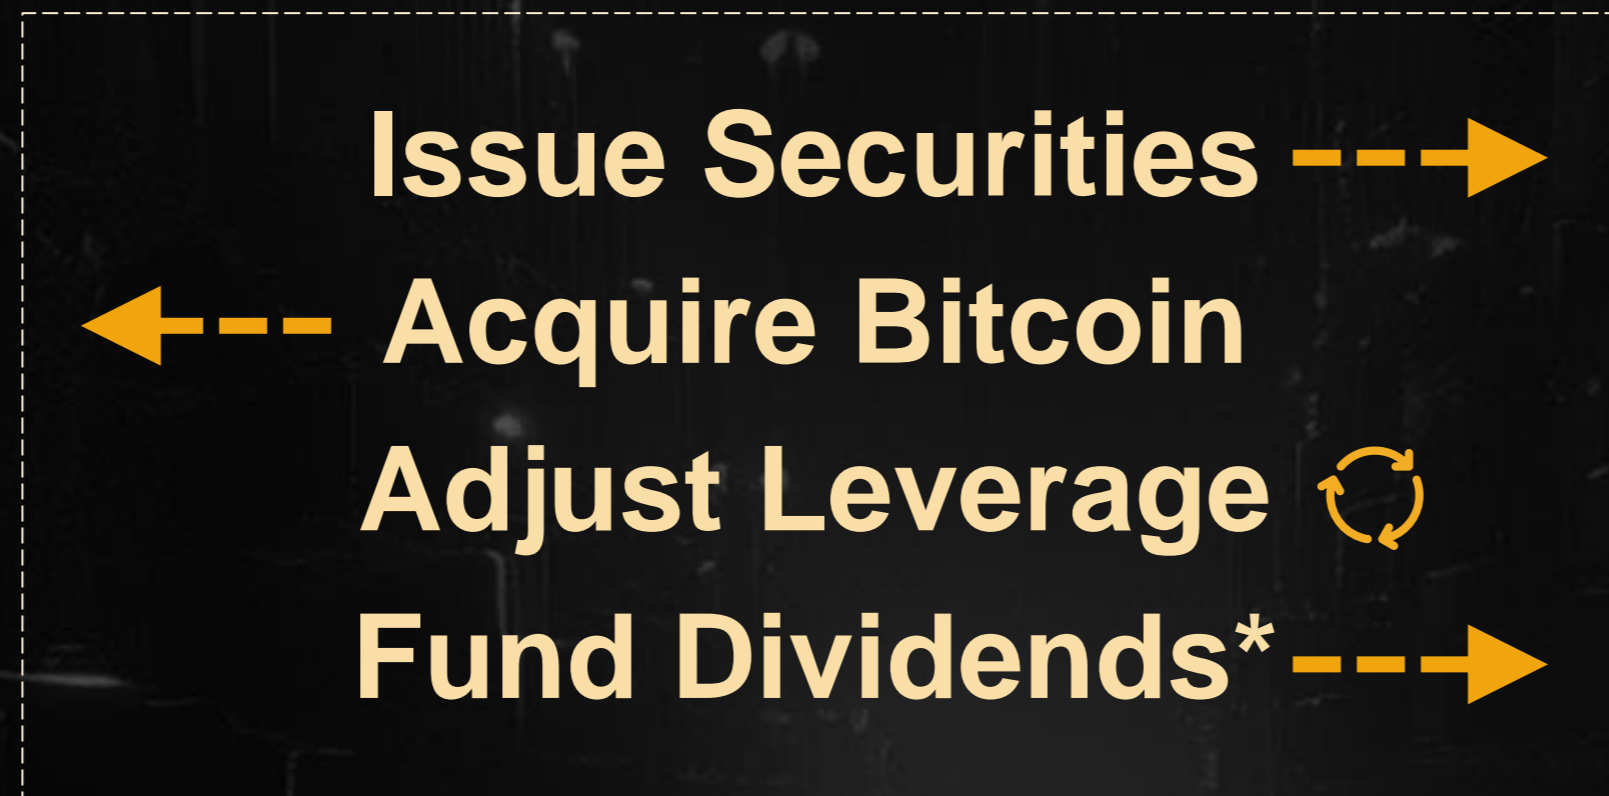 Issue Securities
Acquire Bitcoin
Adjust Leverage
Fund Dividends*